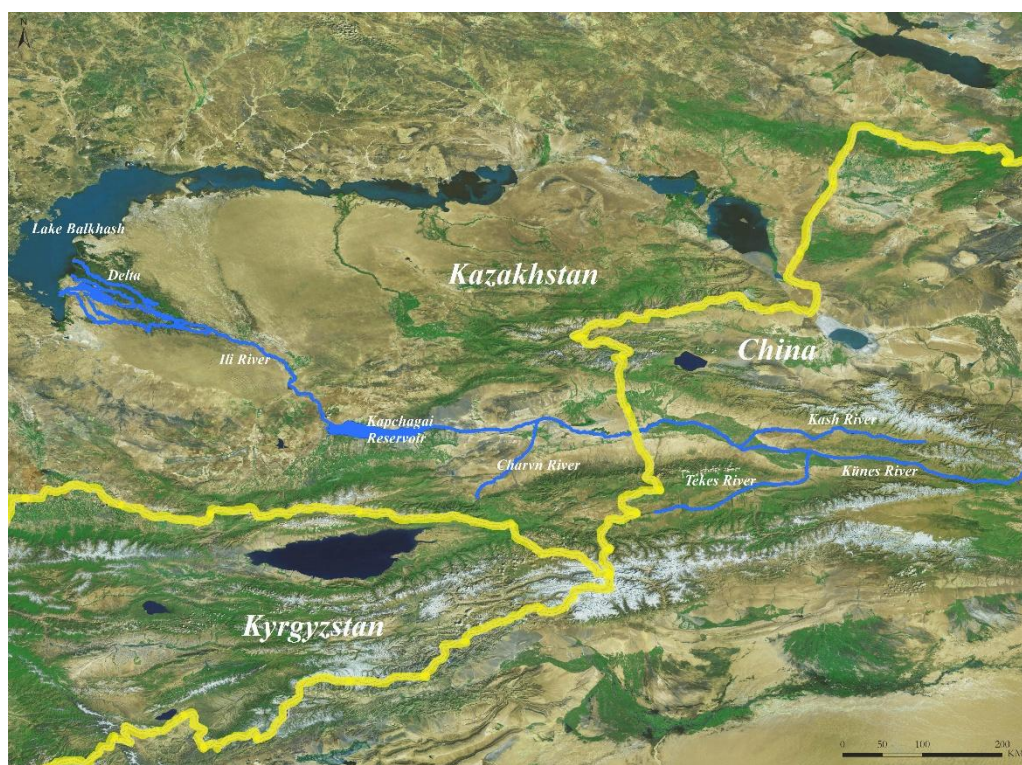 N
Lake Balkhash
Delta
Kazakhstan
Ili River
China
Kapchagai
Reservoir
Kash River
Charyn River
Tekes River
Künes River
Kyrgyzstan
0 50 100 200
KM